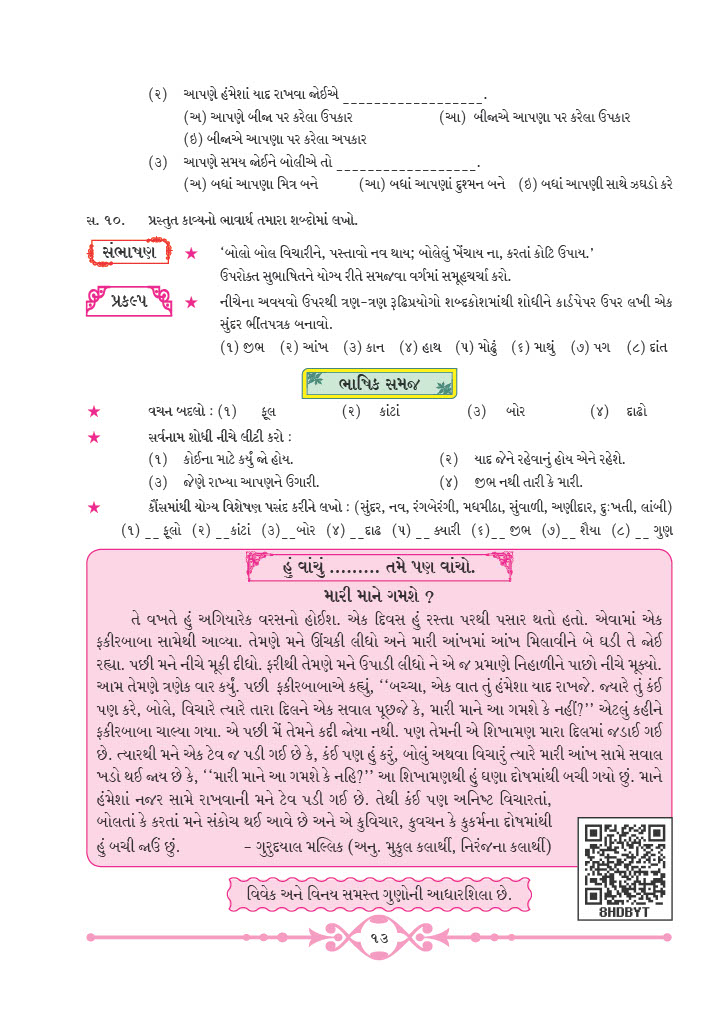 (૨) આપણે હંમેશાં યાદ રાખવા જોઈએ __________________.
(અ) આપણે બીજા પર કરેલા ઉપકાર (આ) બીજાએ આપણા પર કરેલા ઉપકાર
(ઇ) બીજાએ આપણા પર કરેલા અપકાર
(૩) આપણે સમય જોઈને બોલીએ તો __________________.
(અ) બધાં આપણા મિત્ર બને (આ) બધાં આપણાં દુશ્મન બને (ઇ) બધાં આપણી સાથે ઝઘડો કરે
સ. ૧૦. પ્રસ્તુત કાવ્યનો ભાવાર્થ તમારા શબ્દોમાં લખો.
સંભાષણ ★ ‘બોલો બોલ વિચારીને, પસ્તાવો નવ થાય; બોલેલું ખેંચાય ના, કરતાં કોટિ ઉપાય.’
ઉપરોક્ત સુભાષિતને યોગ્ય રીતે સમજવા વર્ગમાં સમૂહચર્ચા કરો.
પ્રકલ્પ ★ નીચેના અવયવો ઉપરથી ત્રણ-ત્રણ રૂઢિપ્રયોગો શબ્દકોશમાંથી શોધીને કાર્ડપેપર ઉપર લખી એક
સુંદર ભીંતપત્રક બનાવો.
(૧) જીભ (૨) આંખ (૩) કાન (૪) હાથ (૫) મોઢું (૬) માથું (૭) પગ (૮) દાંત
ભાષિક સમજ
★ વચન બદલો : (૧) ફૂલ (૨) કાંટાં (૩) બોર (૪) દાઢો
★ સર્વનામ શોધી નીચે લીટી કરો :
(૧) કોઈના માટે કર્યું જો હોય. (૨) યાદ જેને રહેવાનું હોય એને રહેશે.
(૩) જેણે રાખ્યા આપણને ઉગારી. (૪) જીભ નથી તારી કે મારી.
★ કૌંસમાંથી યોગ્ય વિશેષણ પસંદ કરીને લખો : (સુંદર, નવ, રંગબેરંગી, મધમીઠા, સુંવાળી, અણીદાર, દુઃખતી, લાંબી)
(૧) __ ફૂલો (૨) __કાંટાં (૩)__બોર (૪) __દાઢ (૫) __ ક્યારી (૬)__ જીભ (૭)__ શૈયા (૮) __ ગુણ
હું વાંચું ......... તમે પણ વાંચો.
મારી માને ગમશે ?
તે વખતે હું અગિયારેક વરસનો હોઈશ. એક દિવસ હું રસ્તા પરથી પસાર થતો હતો. એવામાં એક
ફકીરબાબા સામેથી આવ્યા. તેમણે મને ઊંચકી લીધો અને મારી આંખમાં આંખ મિલાવીને બે ઘડી તે જોઈ
રહ્યા. પછી મને નીચે મૂકી દીધો. ફરીથી તેમણે મને ઉપાડી લીધો ને એ જ પ્રમાણે નિહાળીને પાછો નીચે મૂક્યો.
આમ તેમણે ત્રણેક વાર કર્યું. પછી ફકીરબાબાએ કહ્યું, ‘‘બચ્ચા, એક વાત તું હંમેશા યાદ રાખજે. જ્યારે તું કંઈ
પણ કરે, બોલે, વિચારે ત્યારે તારા દિલને એક સવાલ પૂછજે કે, મારી માને આ ગમશે કે નહીં?’’ એટલું કહીને
ફકીરબાબા ચાલ્યા ગયા. એ પછી મેં તેમને કદી જોયા નથી. પણ તેમની એ શિખામણ મારા દિલમાં જડાઈ ગઈ
છે. ત્યારથી મને એક ટેવ જ પડી ગઈ છે કે, કંઈ પણ હું કરું, બોલું અથવા વિચારું ત્યારે મારી આંખ સામે સવાલ
ખડો થઈ જાય છે કે, ‘‘મારી માને આ ગમશે કે નહિ?’’ આ શિખામણથી હું ઘણા દોષમાંથી બચી ગયો છું. માને
હંમેશાં નજર સામે રાખવાની મને ટેવ પડી ગઈ છે. તેથી કંઈ પણ અનિષ્ટ વિચારતાં,
બોલતાં કે કરતાં મને સંકોચ થઈ આવે છે અને એ કુવિચાર, કુવચન કે કુકર્મના દોષમાંથી
હું બચી જાઉં છું. - ગુરુદયાલ મલ્લિક (અનુ. મુકુલ કલાર્થી, નિરંજના કલાર્થી)
8HDBYT
વિવેક અને વિનય સમસ્ત ગુણોની આધારશિલા છે.
૧૩